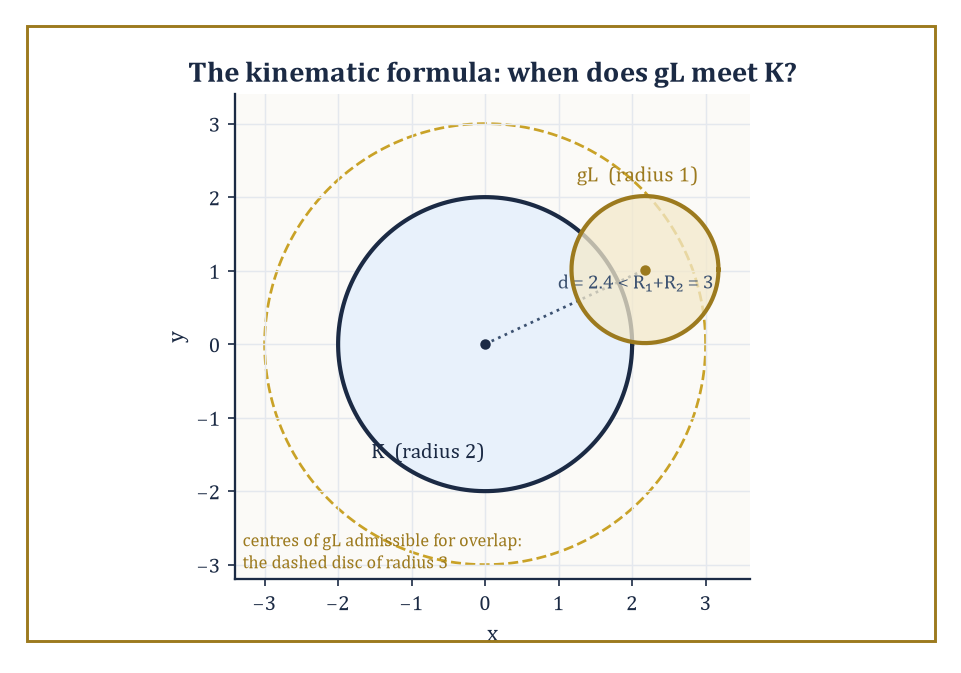 The kinematic formula: when does gL meet K?
3
2
1
0
−1
−2
−3
y
gL (radius 1)
d = 2.4 < R₁+R₂ = 3
K (radius 2)
centres of gL admissible for overlap:
the dashed disc of radius 3
−3 −2 −1 0 1 2 3
x